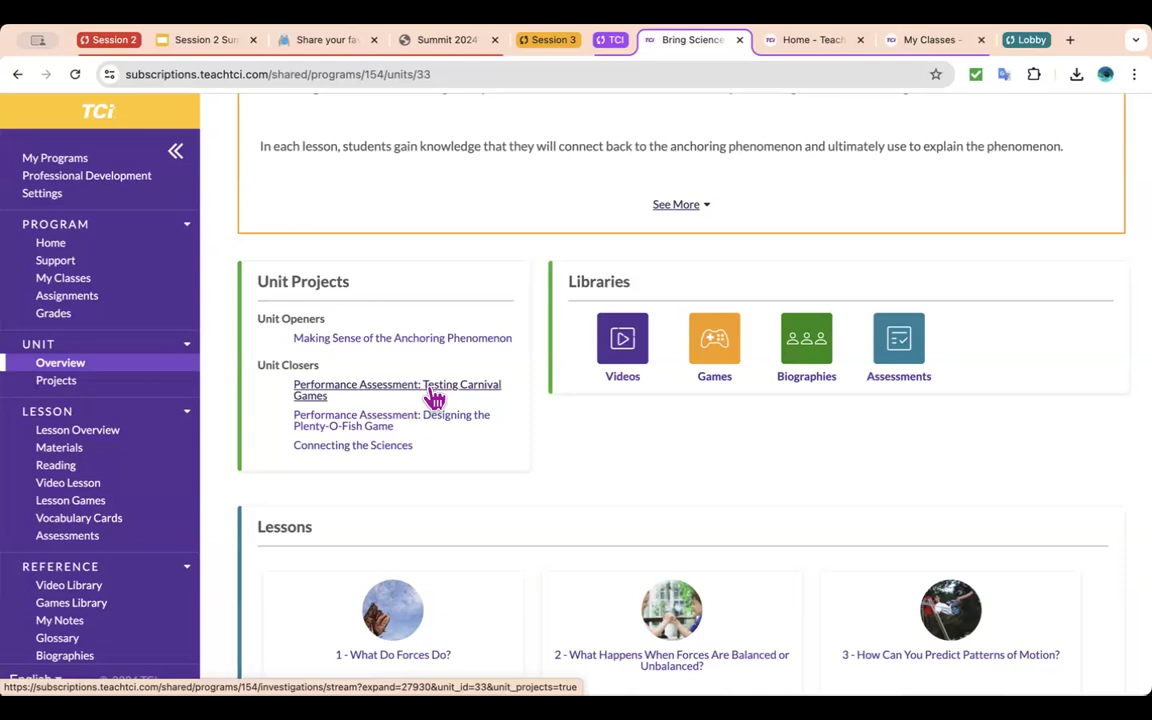 Session 2
Session 2 Sum
Share your fav
Summit 2024
Session 3
TCI
Bring Science
Home - Teach
My Classes -
Lobby
subscriptions.teachtci.com/shared/programs/154/units/33
TCi
My Programs
Professional Development
Settings
PROGRAM
Home
Support
My Classes
Assignments
Grades
UNIT
Overview
Projects
LESSON
Lesson Overview
Materials
Reading
Video Lesson
Lesson Games
Vocabulary Cards
Assessments
REFERENCE
Video Library
Games Library
My Notes
Glossary
Biographies
In each lesson, students gain knowledge that they will connect back to the anchoring phenomenon and ultimately use to explain the phenomenon.
See More
Unit Projects
Unit Openers
Making Sense of the Anchoring Phenomenon
Unit Closers
Performance Assessment: Testing Carnival
Games
Performance Assessment: Designing the
Plenty-O-Fish Game
Connecting the Sciences
Libraries
Videos
Games
Biographies
Assessments
Lessons
1 - What Do Forces Do?
2 - What Happens When Forces Are Balanced or
Unbalanced?
3 - How Can You Predict Patterns of Motion?
https://subscriptions.teachtci.com/shared/programs/154/investigations/stream?expand=27930&unit_id=33&unit_projects=true